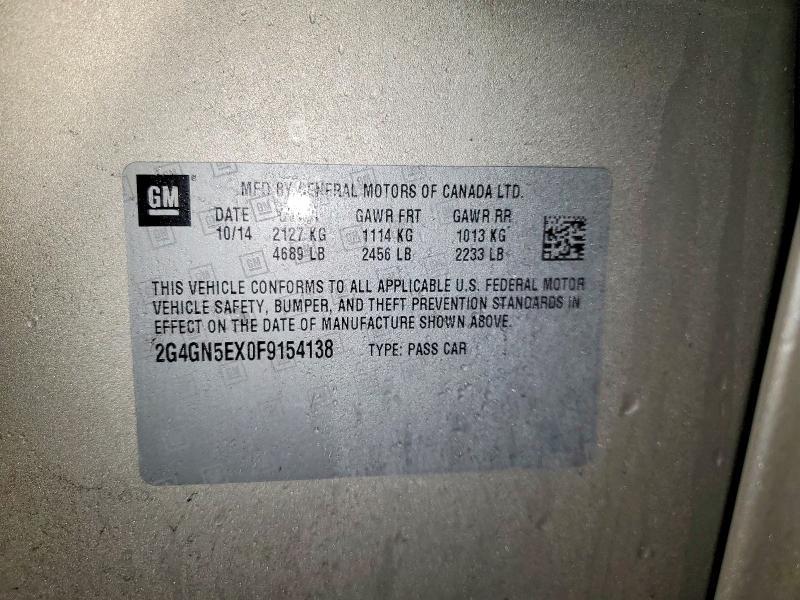 GM
MFD BY GENERAL MOTORS OF CANADA LTD.
DATE GVWR GAWR FRT GAWR RR
10/14 2127 KG 1114 KG 1013 KG
4689 LB 2456 LB 2233 LB
THIS VEHICLE CONFORMS TO ALL APPLICABLE U.S. FEDERAL MOTOR
VEHICLE SAFETY, BUMPER, AND THEFT PREVENTION STANDARDS IN
EFFECT ON THE DATE OF MANUFACTURE SHOWN ABOVE.
2G4GN5EX0F9154138 TYPE: PASS CAR